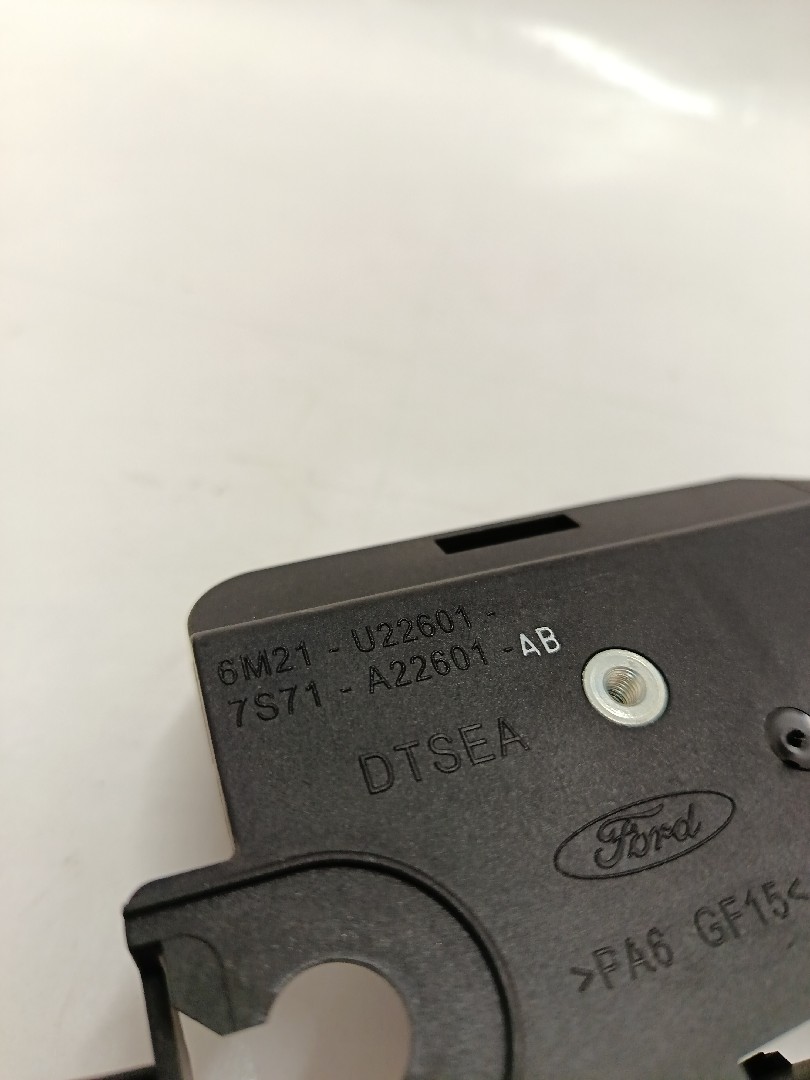 6M21 - U22601 -
7S71 - A22601 - AB
DTSEA
Ford
>PA6 GF15<